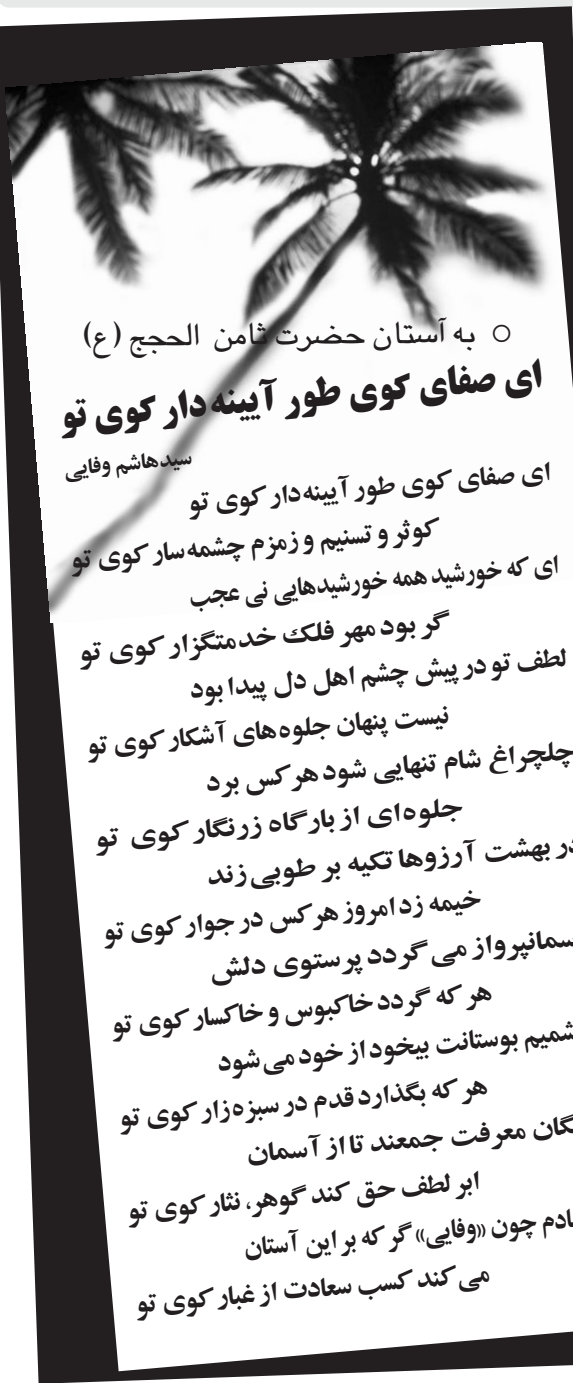 ○ به آستان حضرت ثامن الحجج (ع)
ای صفای کوی طور آیینه‌دار کوی تو
سیدهاشم وفایی
ای صفای کوی طور آیینه‌دار کوی تو
کوثر و تسنیم و زمزم چشمه‌سار کوی تو
ای که خورشید همه خورشیدهایی نی عجب
گر بود مهر فلک خدمتگزار کوی تو
لطف تو در پیش چشم اهل دل پیدا بود
نیست پنهان جلوه‌های آشکار کوی تو
چلچراغ شام تنهایی شود هر کس برد
جلوه‌ای از بارگاه زرنگار کوی تو
در بهشت آرزوها تکیه بر طوبی زند
خیمه زد امروز هر کس در جوار کوی تو
می گردد پرستوی دلش
هر که گردد خاکبوس و خاکسار کوی تو
شمیم بوستانت بیخود از خود می‌شود
هر که بگذارد قدم در سبزه‌زار کوی تو
معرفت جمعند تا از آسمان
ابر لطف حق کند گوهر، نثار کوی تو
چون «وفایی» گر که بر این آستان
می کند کسب سعادت از غبار کوی تو